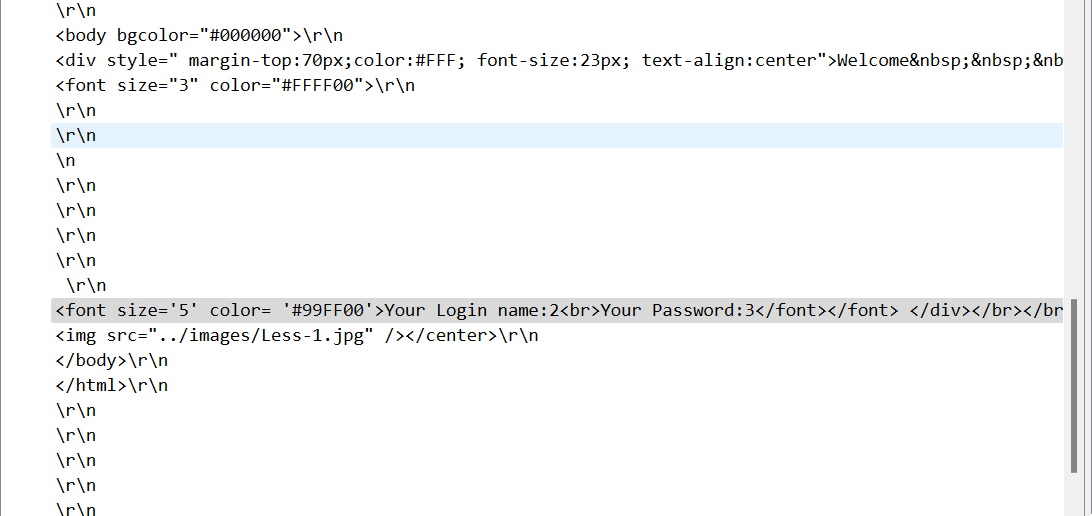 \r\n
<body bgcolor="#000000">\r\n
<div style=" margin-top:70px;color:#FFF; font-size:23px; text-align:center">Welcome&nbsp;&nbsp;&nb
<font size="3" color="#FFFF00">\r\n
\r\n
\r\n
\n
\r\n
\r\n
\r\n
\r\n
 \r\n
<font size='5' color= '#99FF00'>Your Login name:2<br>Your Password:3</font></font> </div></br></br
<img src="../images/Less-1.jpg" /></center>\r\n
</body>\r\n
</html>\r\n
\r\n
\r\n
\r\n
\r\n
\r\n